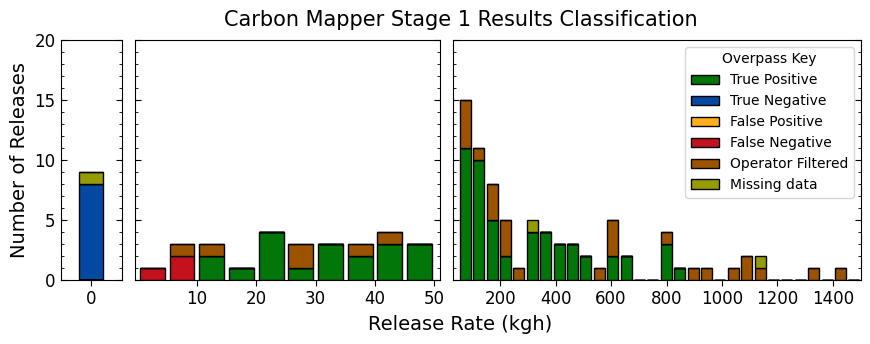 Carbon Mapper Stage 1 Results Classification
Number of Releases
20
15
10
5
0
0
10 20 30 40 50
200 400 600 800 1000 1200 1400
Release Rate (kgh)
Overpass Key
True Positive
True Negative
False Positive
False Negative
Operator Filtered
Missing data